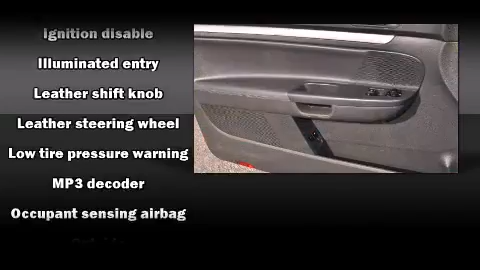 ignition disable
Illuminated entry
Leather shift knob
Leather steering wheel
Low tire pressure warning
MP3 decoder
Occupant sensing airbag